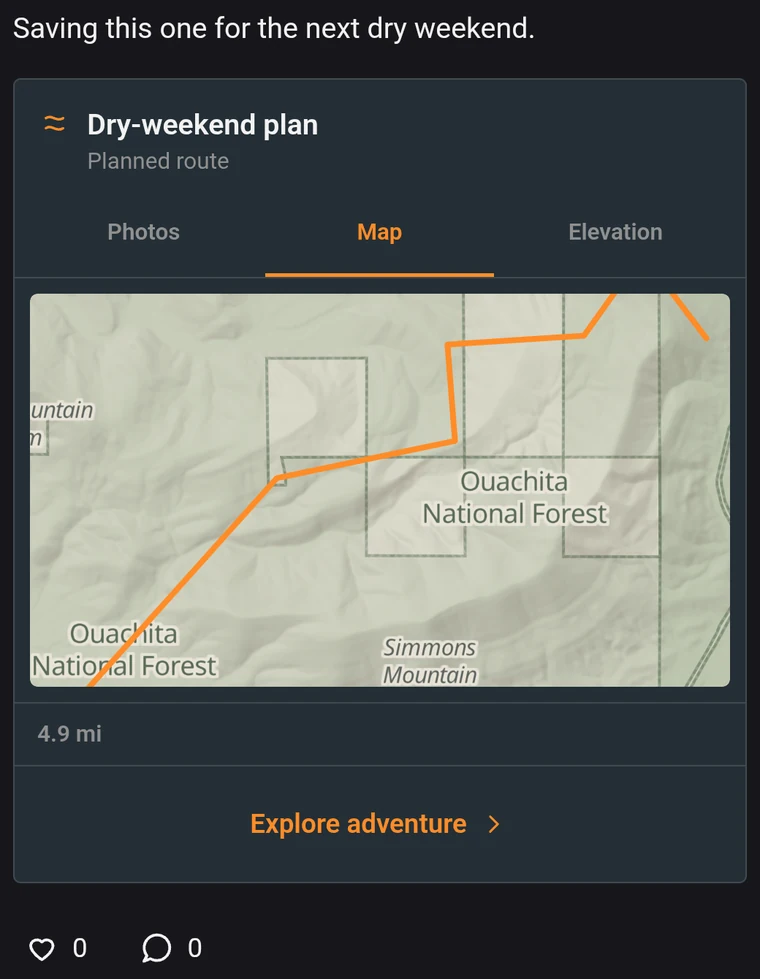 Saving this one for the next dry weekend.
Dry-weekend plan
Planned route
Photos Map Elevation
untain
m
Ouachita
National Forest
Ouachita
National Forest
Simmons
Mountain
4.9 mi
Explore adventure
0 0